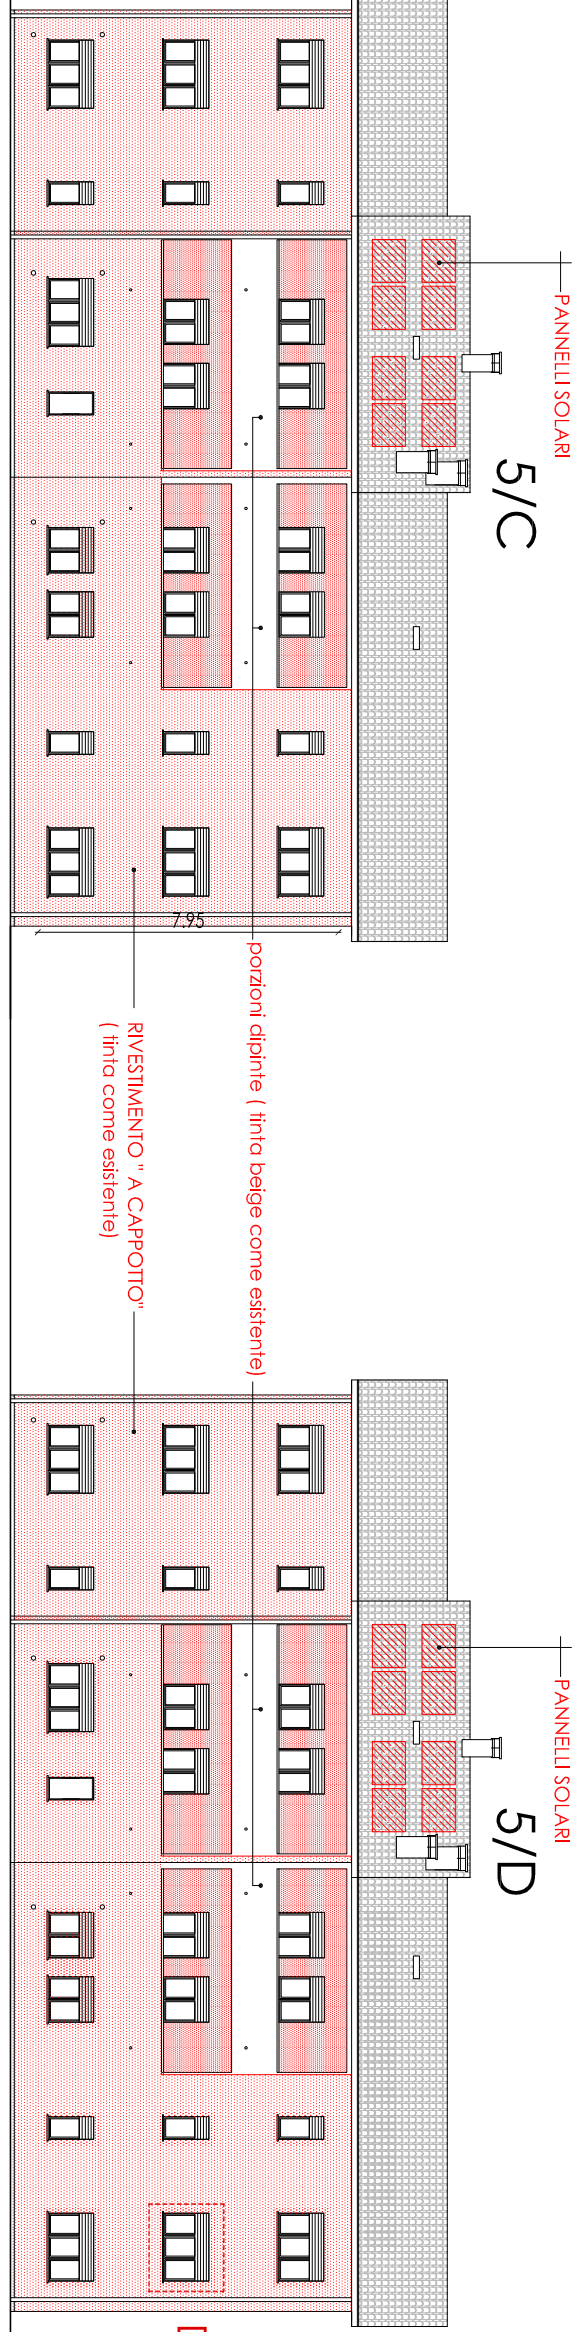 PANNELLI SOLARI
5/C
7.95
porzioni dipinte ( tinta beige come esistente)
RIVESTIMENTO " A CAPPOTTO"
( tinta come esistente)
PANNELLI SOLARI
5/D